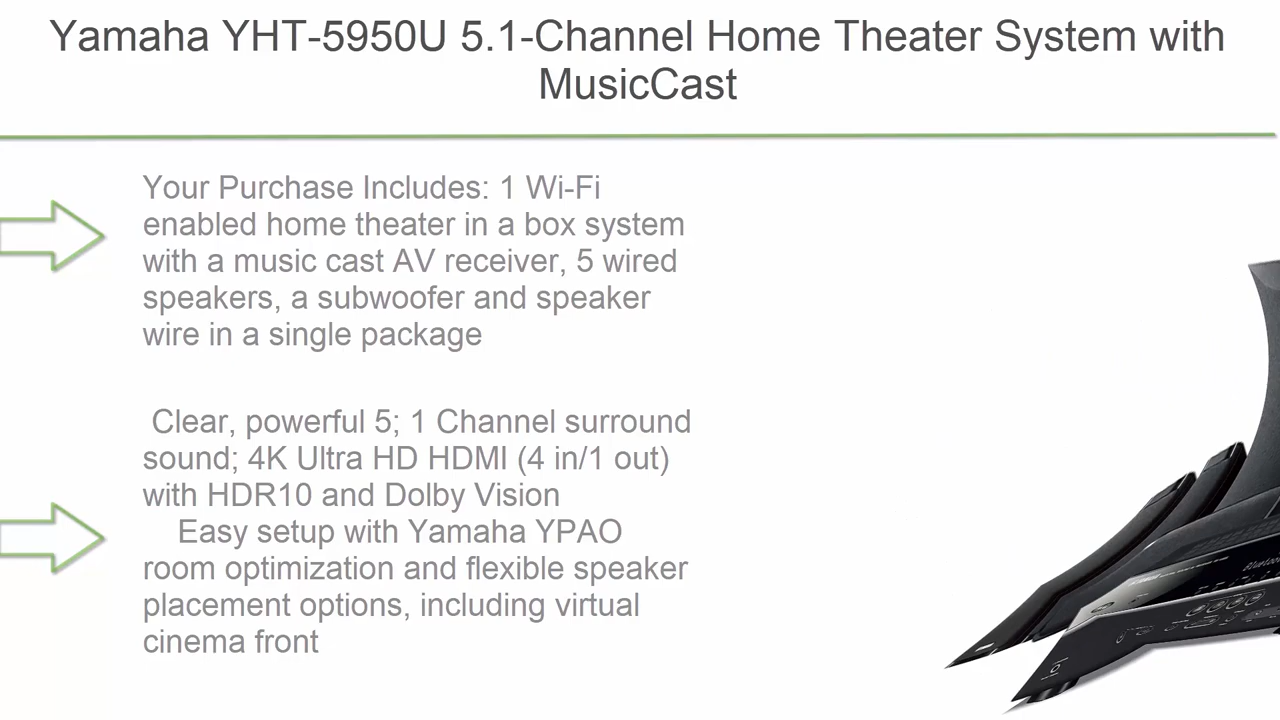 Yamaha YHT-5950U 5.1-Channel Home Theater System with
MusicCast
Your Purchase Includes: 1 Wi-Fi
enabled home theater in a box system
with a music cast AV receiver, 5 wired
speakers, a subwoofer and speaker
wire in a single package
Clear, powerful 5; 1 Channel surround
sound; 4K Ultra HD HDMI (4 in/1 out)
with HDR10 and Dolby Vision
Easy setup with Yamaha YPAO
room optimization and flexible speaker
placement options, including virtual
cinema front